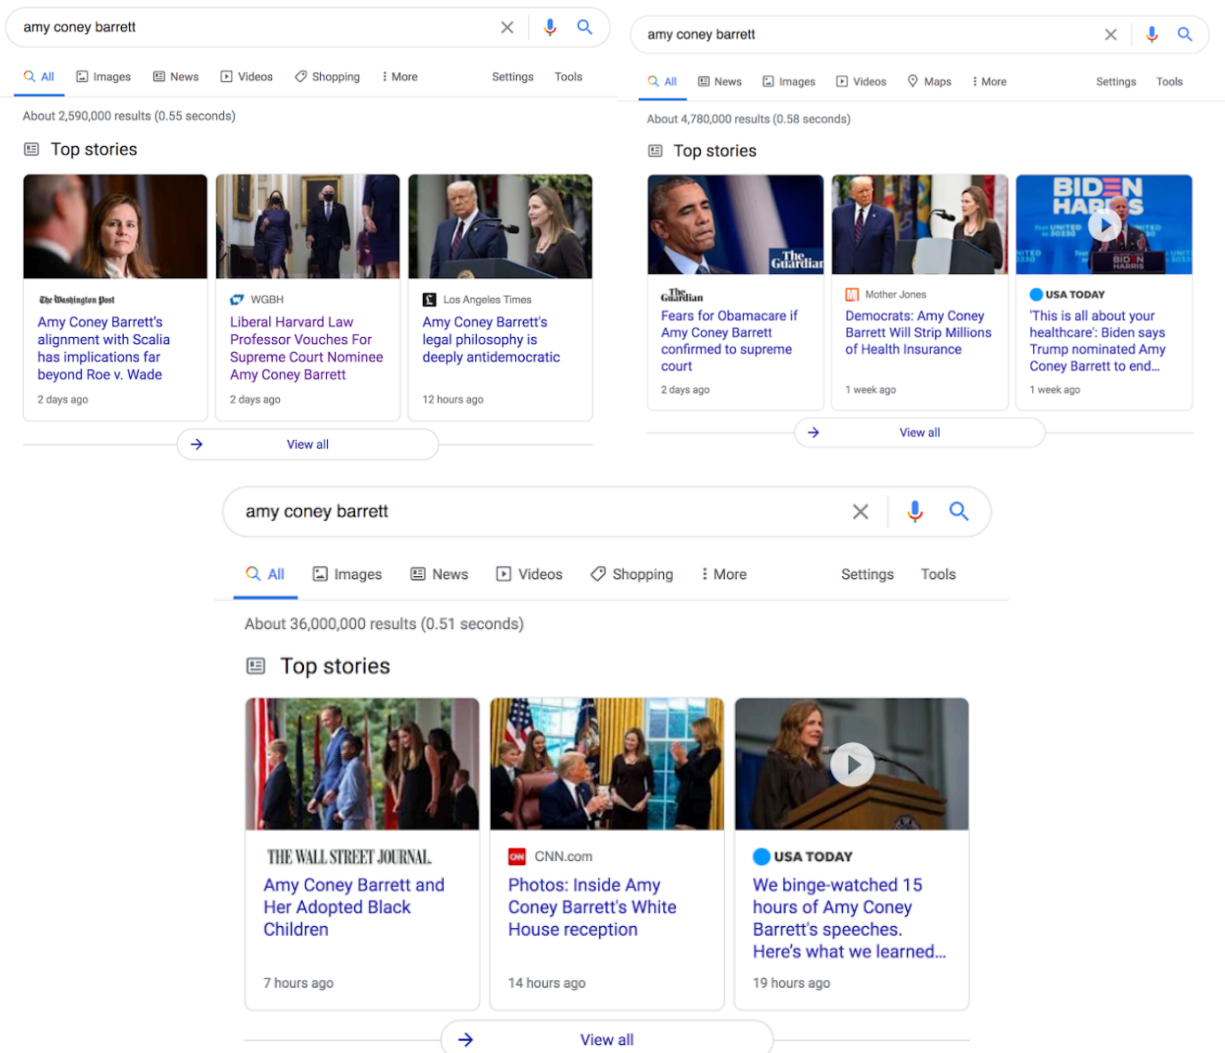 amy coney barrett
All Images News Videos Shopping More Settings Tools
About 2,590,000 results (0.55 seconds)
Top stories
The Washington Post
Amy Coney Barrett's
alignment with Scalia
has implications far
beyond Roe v. Wade
2 days ago
WGBH
Liberal Harvard Law
Professor Vouches For
Supreme Court Nominee
Amy Coney Barrett
2 days ago
Los Angeles Times
Amy Coney Barrett's
legal philosophy is
deeply antidemocratic
12 hours ago
View all
amy coney barrett
All News Images Videos Maps More Settings Tools
About 4,780,000 results (0.58 seconds)
Top stories
The
Guardian
The
Guardian
Fears for Obamacare if
Amy Coney Barrett
confirmed to supreme
court
2 days ago
Mother Jones
Democrats: Amy Coney
Barrett Will Strip Millions
of Health Insurance
1 week ago
BIDEN
HARRIS
Text UNITED
to 30330
BIDEN
HARRIS
USA TODAY
'This is all about your
healthcare': Biden says
Trump nominated Amy
Coney Barrett to end...
1 week ago
View all
amy coney barrett
All Images News Videos Shopping More Settings Tools
About 36,000,000 results (0.51 seconds)
Top stories
THE WALL STREET JOURNAL.
Amy Coney Barrett and
Her Adopted Black
Children
7 hours ago
CNN CNN.com
Photos: Inside Amy
Coney Barrett's White
House reception
14 hours ago
USA TODAY
We binge-watched 15
hours of Amy Coney
Barrett's speeches.
Here's what we learned...
19 hours ago
View all